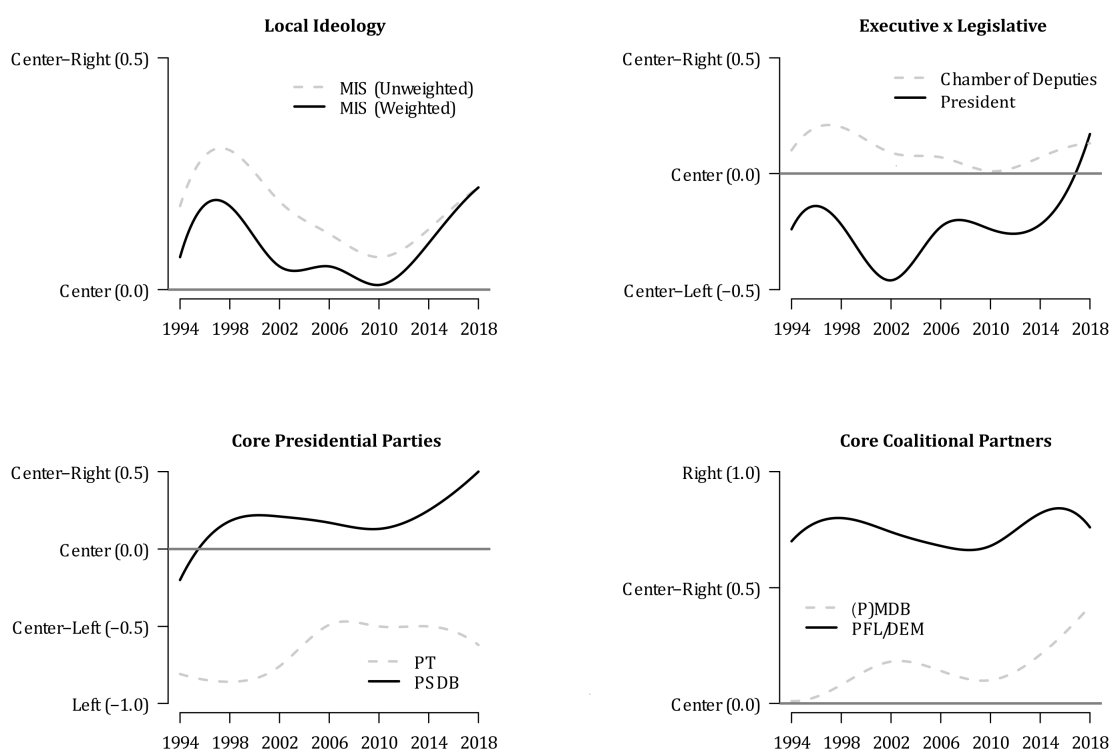 Local Ideology
Center–Right (0.5)
Center (0.0)
MIS (Unweighted)
MIS (Weighted)
1994 1998 2002 2006 2010 2014 2018
Executive x Legislative
Center–Right (0.5)
Center (0.0)
Center–Left (−0.5)
Chamber of Deputies
President
1994 1998 2002 2006 2010 2014 2018
Core Presidential Parties
Center–Right (0.5)
Center (0.0)
Center–Left (−0.5)
Left (−1.0)
PT
PSDB
1994 1998 2002 2006 2010 2014 2018
Core Coalitional Partners
Right (1.0)
Center–Right (0.5)
Center (0.0)
(P)MDB
PFL/DEM
1994 1998 2002 2006 2010 2014 2018